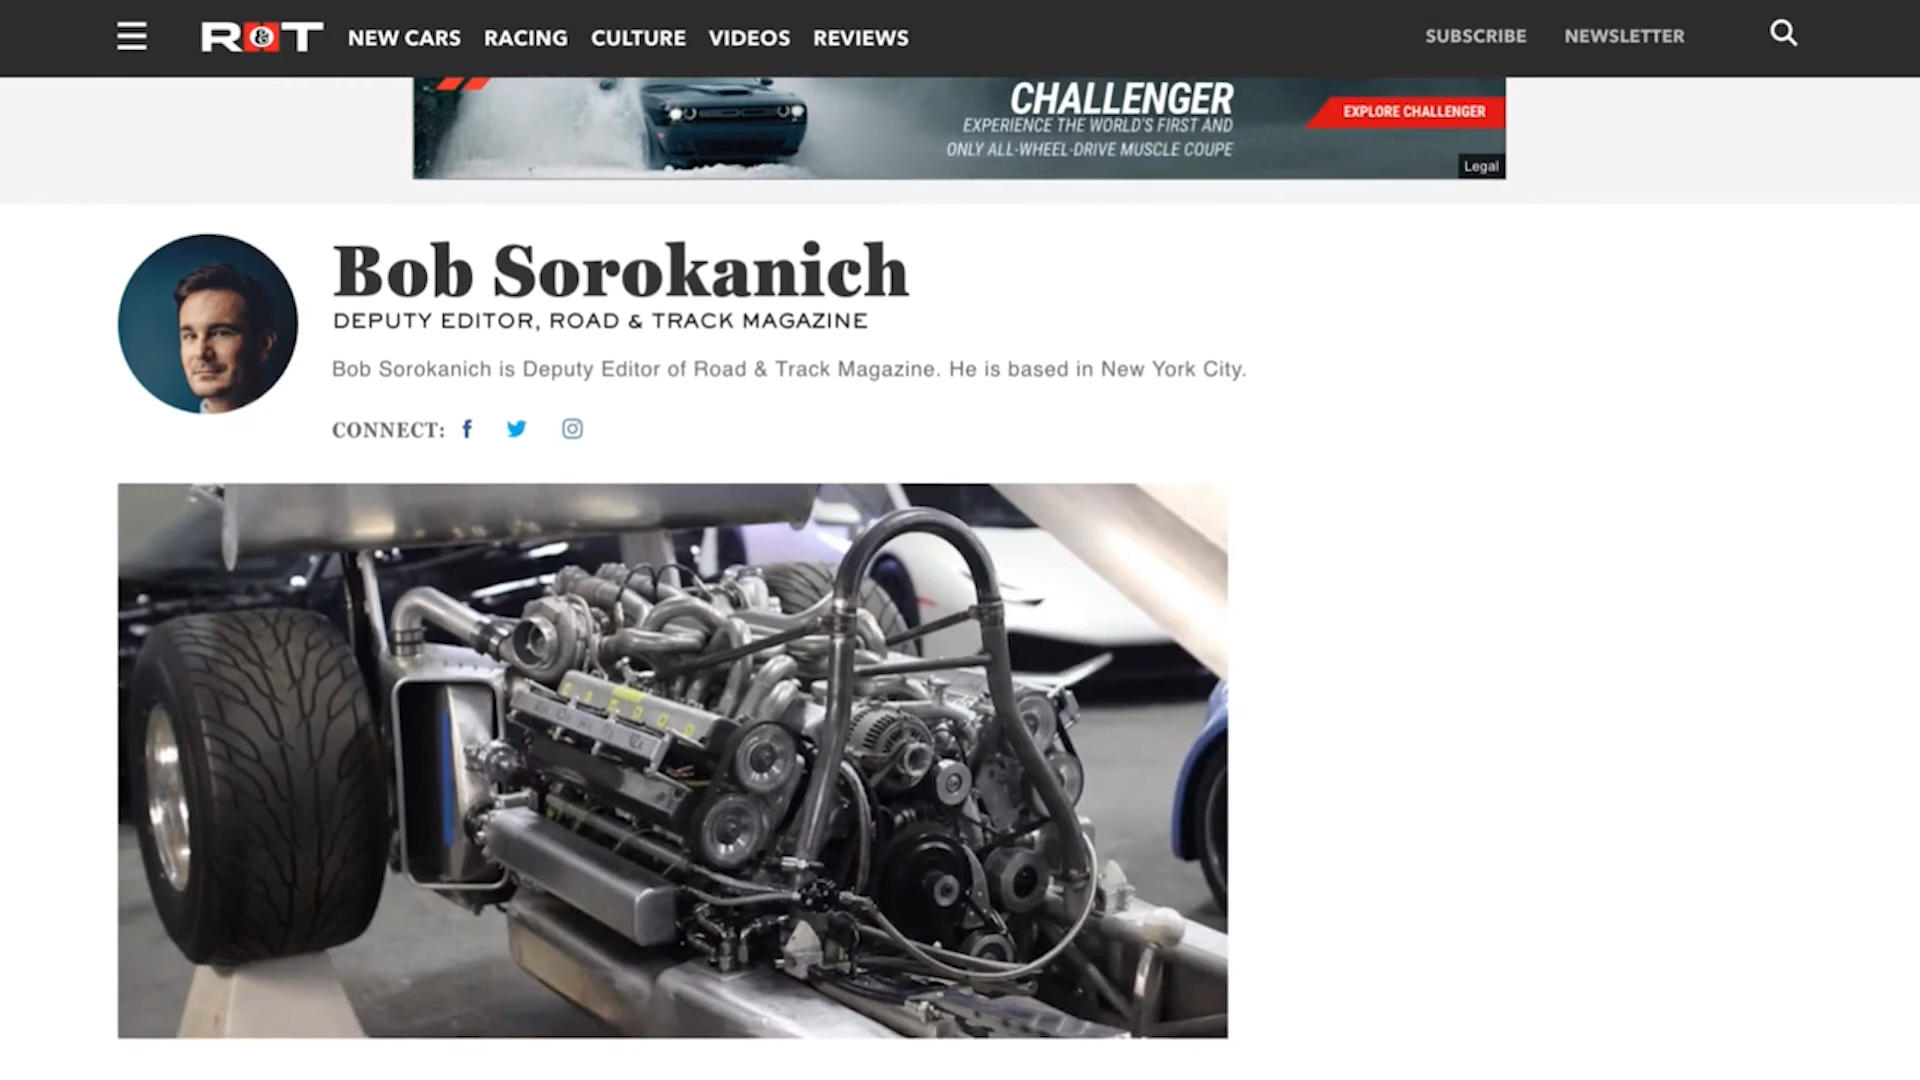 R&T NEW CARS RACING CULTURE VIDEOS REVIEWS SUBSCRIBE NEWSLETTER
CHALLENGER
EXPERIENCE THE WORLD'S FIRST AND
ONLY ALL-WHEEL-DRIVE MUSCLE COUPE
EXPLORE CHALLENGER
Legal
Bob Sorokanich
DEPUTY EDITOR, ROAD & TRACK MAGAZINE
Bob Sorokanich is Deputy Editor of Road & Track Magazine. He is based in New York City.
CONNECT: